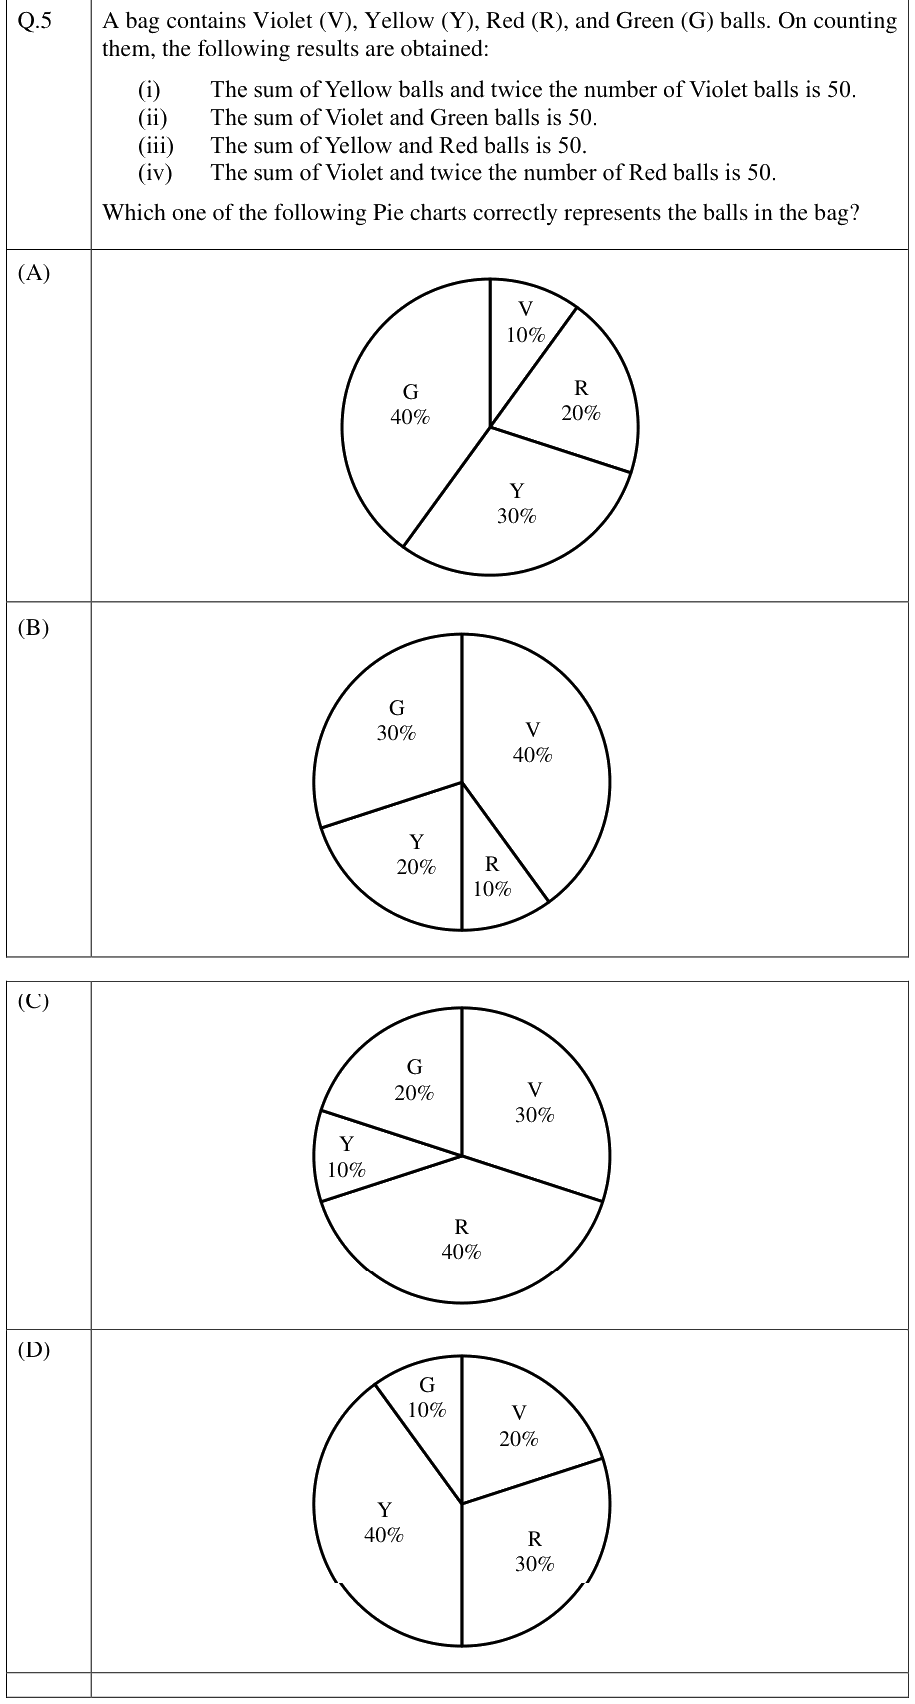 Q.5
A bag contains Violet (V), Yellow (Y), Red (R), and Green (G) balls. On counting
them, the following results are obtained:
(i) The sum of Yellow balls and twice the number of Violet balls is 50.
(ii) The sum of Violet and Green balls is 50.
(iii) The sum of Yellow and Red balls is 50.
(iv) The sum of Violet and twice the number of Red balls is 50.
Which one of the following Pie charts correctly represents the balls in the bag?
(A)
V
10%
G
40%
R
20%
Y
30%
(B)
G
30%
V
40%
Y
20%
R
10%
(C)
G
20%
V
30%
Y
10%
R
40%
(D)
G
10%
V
20%
Y
40%
R
30%